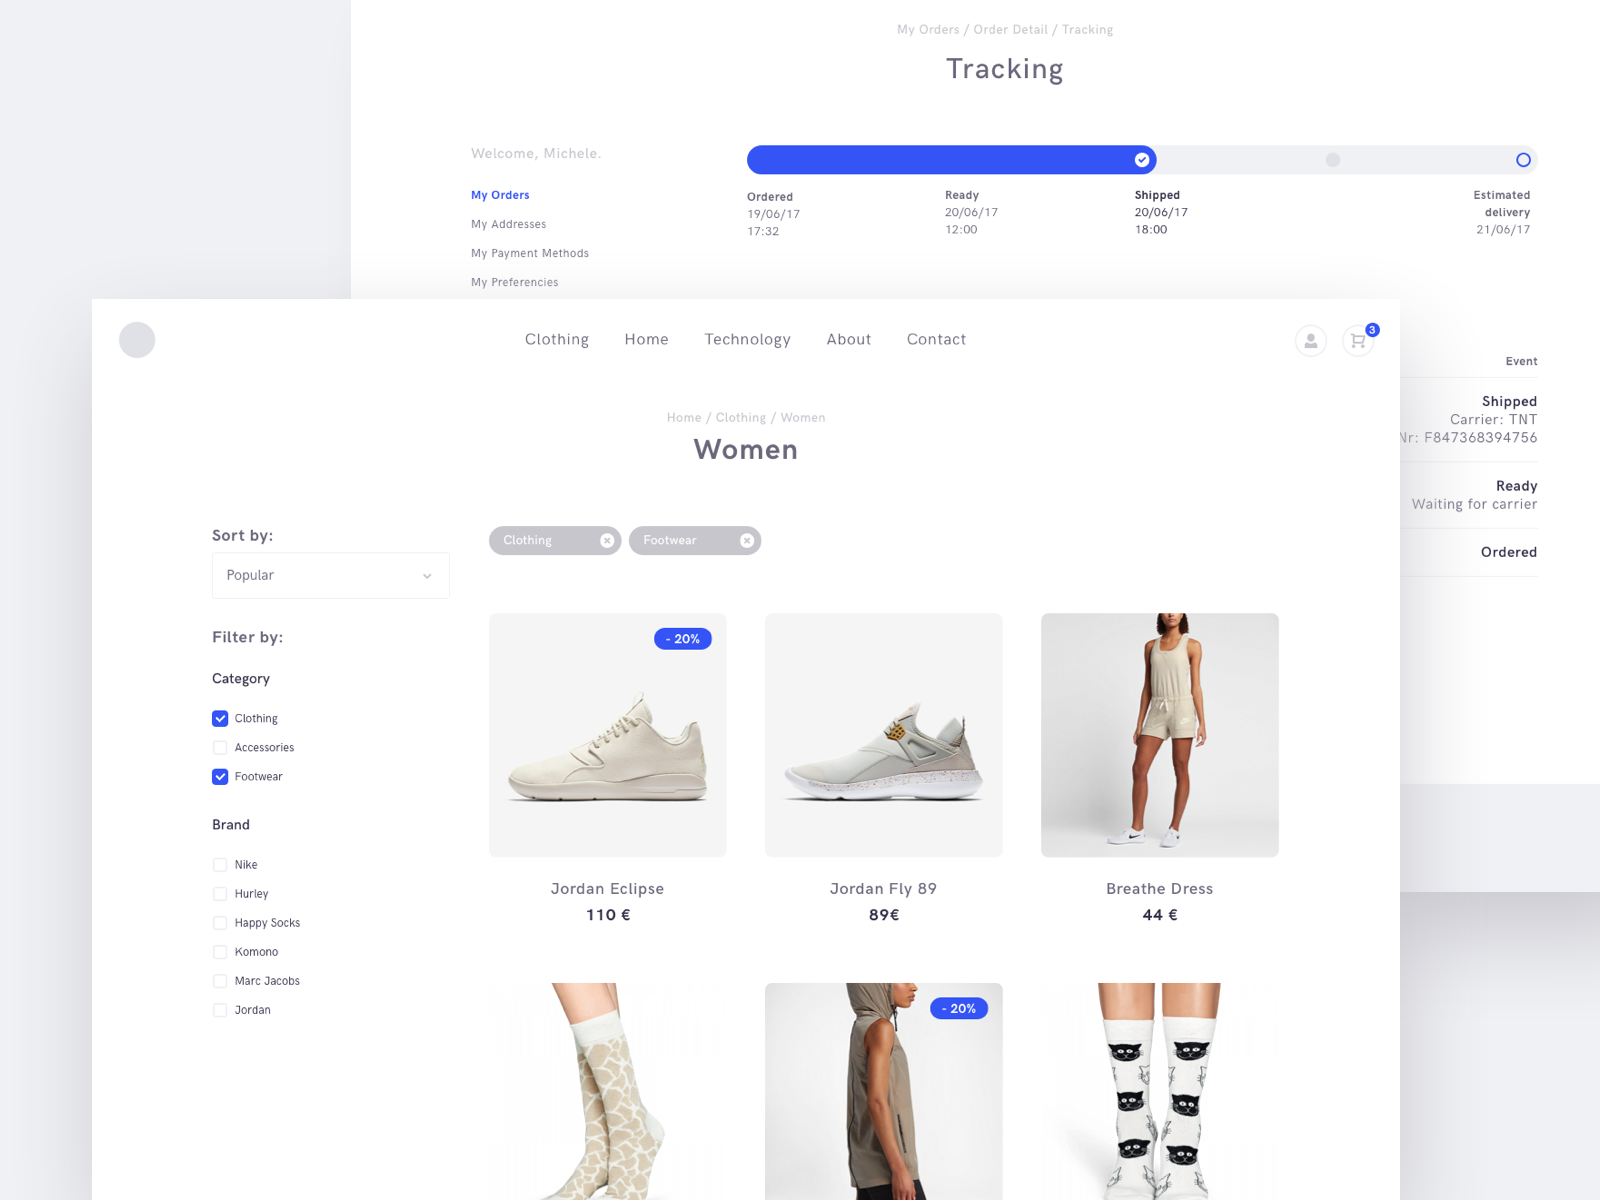 My Orders / Order Detail / Tracking
Tracking
Welcome, Michele.
My Orders
My Addresses
My Payment Methods
My Preferencies
Ordered
19/06/17
17:32
Ready
20/06/17
12:00
Shipped
20/06/17
18:00
Estimated
delivery
21/06/17
Event
Shipped
Carrier: TNT
Nr: F847368394756
Ready
Waiting for carrier
Ordered
Clothing
Home
Technology
About
Contact
3
Home / Clothing / Women
Women
Sort by:
Popular
Filter by:
Category
Clothing
Accessories
Footwear
Brand
Nike
Hurley
Happy Socks
Komono
Marc Jacobs
Jordan
Clothing
Footwear
- 20%
Jordan Eclipse
110 €
Jordan Fly 89
89€
Breathe Dress
44 €
- 20%